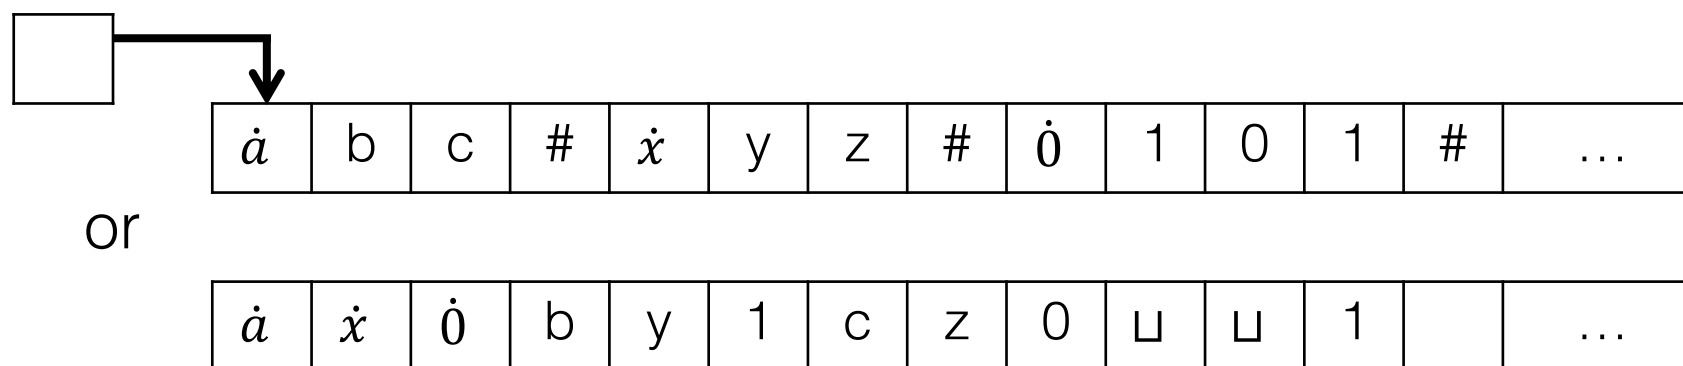 ȧ b c # ẋ y z # 0̇ 1 0 1 # ...
or
ȧ ẋ 0̇ b y 1 c z 0 ⊔ ⊔ 1 ...